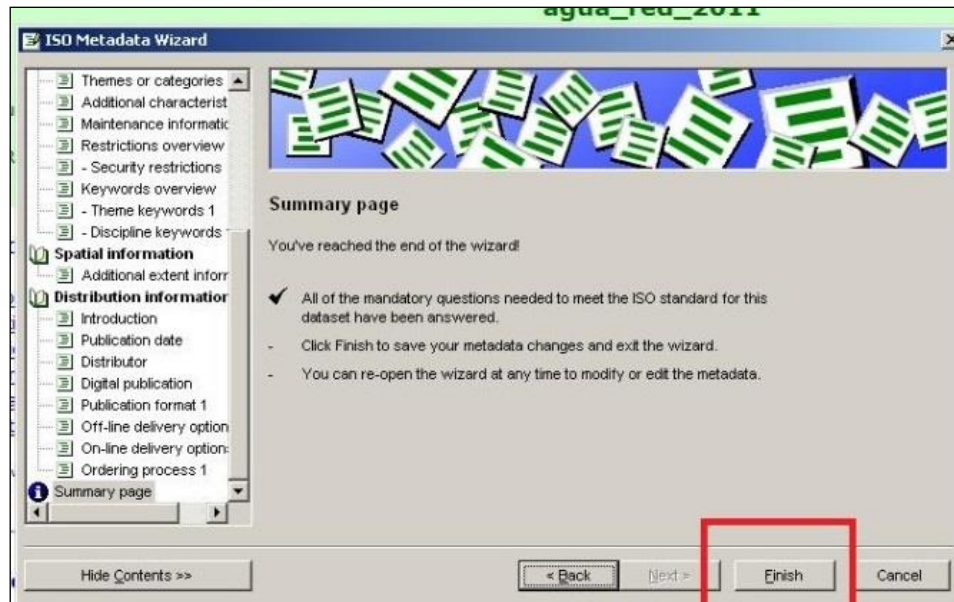 agua_red_2011
ISO Metadata Wizard
Themes or categories
Additional characterist
Maintenance informatic
Restrictions overview
- Security restrictions
Keywords overview
- Theme keywords 1
- Discipline keywords
Spatial information
Additional extent inforr
Distribution informatior
Introduction
Publication date
Distributor
Digital publication
Publication format 1
Off-line delivery option
On-line delivery option
Ordering process 1
Summary page
Summary page
You've reached the end of the wizard!
All of the mandatory questions needed to meet the ISO standard for this
dataset have been answered.
- Click Finish to save your metadata changes and exit the wizard.
- You can re-open the wizard at any time to modify or edit the metadata.
Hide Contents >>
< Back
Next >
Finish
Cancel